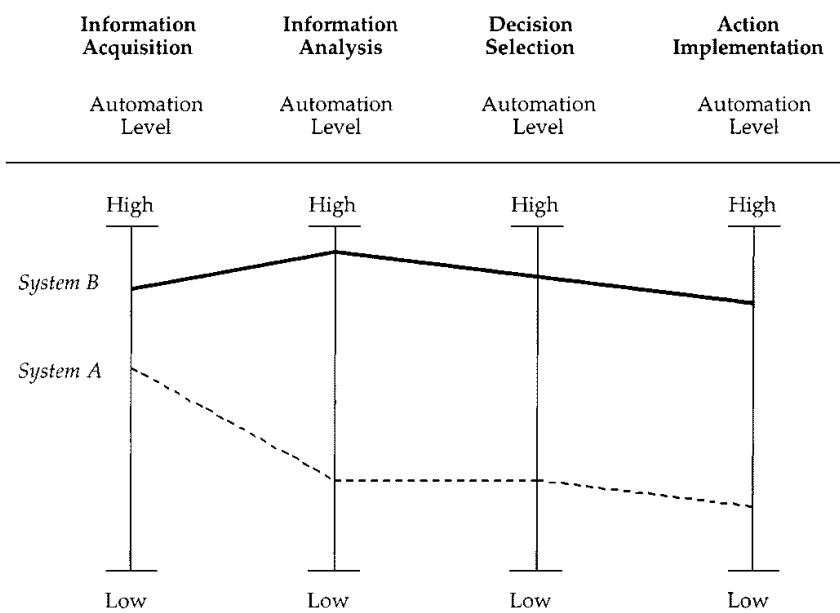 Information Acquisition
Information Analysis
Decision Selection
Action Implementation
Automation Level
Automation Level
Automation Level
Automation Level
High
High
High
High
System B
System A
Low
Low
Low
Low